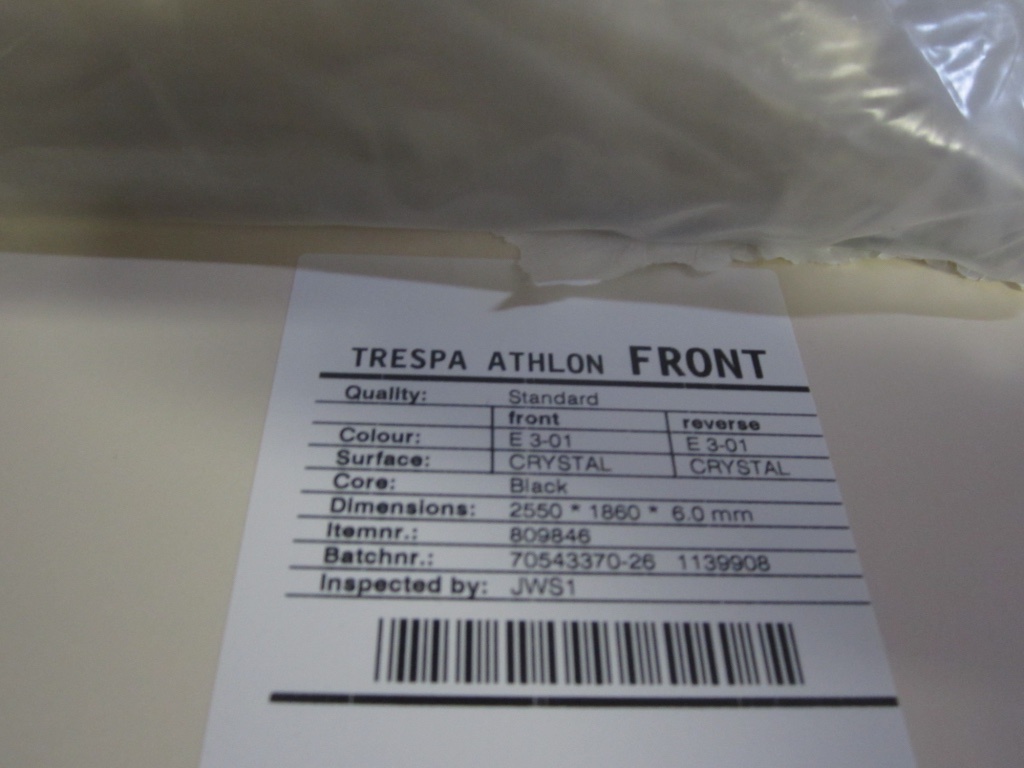 TRESPA ATHLON FRONT
Quality: Standard
front reverse
Colour: E 3-01 E 3-01
Surface: CRYSTAL CRYSTAL
Core: Black
Dimensions: 2550 * 1860 * 6.0 mm
Itemnr.: 809846
Batchnr.: 70543370-26 1139908
Inspected by: JWS1